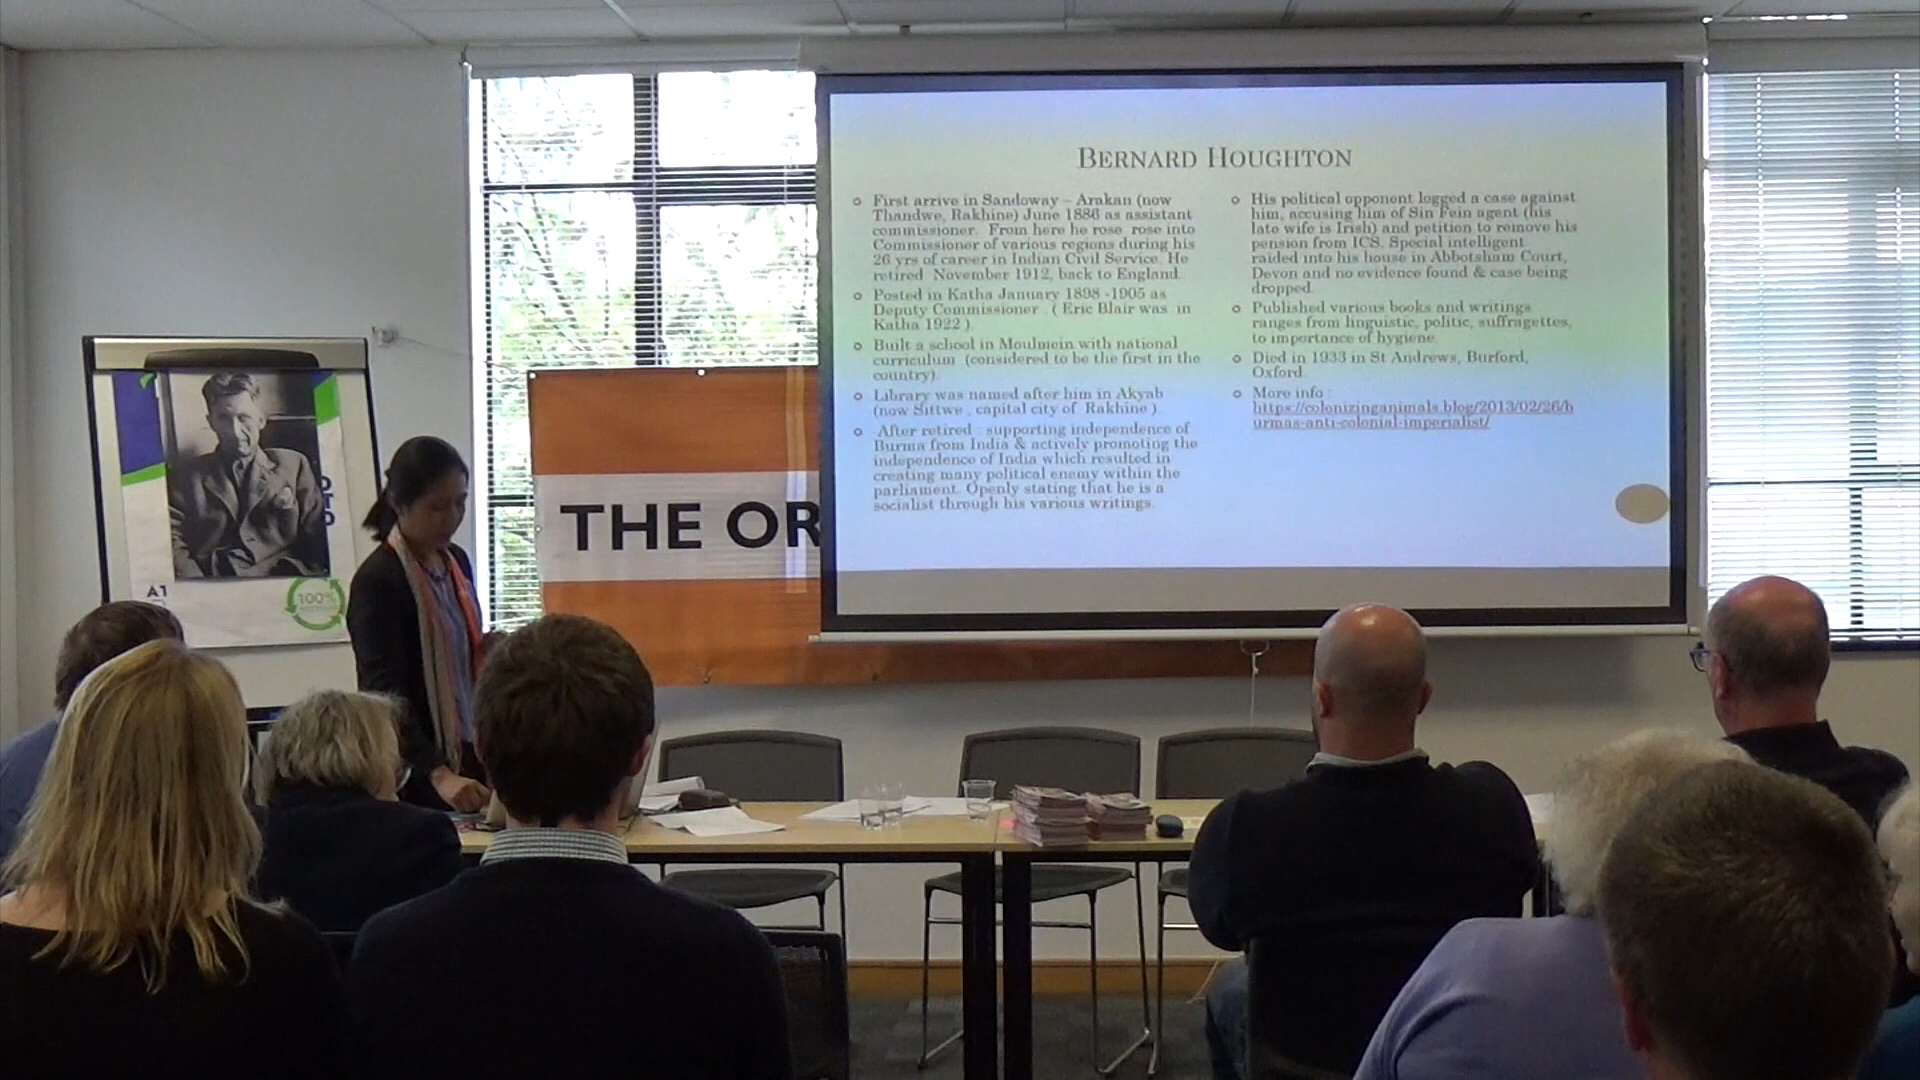 BERNARD HOUGHTON
First arrive in Sandoway – Arakan (now
Thandwe, Rakhine) June 1886 as assistant
commissioner. From here he rose rose into
Commissioner of various regions during his
26 yrs of career in Indian Civil Service. He
retired November 1912, back to England.
Posted in Katha January 1898 -1905 as
Deputy Commissioner . ( Eric Blair was in
Katha 1922 ).
Built a school in Moulmein with national
curriculum (considered to be the first in the
country).
Library was named after him in Akyab
(now Sittwe , capital city of Rakhine ).
After retired : supporting independence of
Burma from India & actively promoting the
independence of India which resulted in
creating many political enemy within the
parliament. Openly stating that he is a
socialist through his various writings.
His political opponent logged a case against
him, accusing him of Sin Fein agent (his
late wife is Irish) and petition to remove his
pension from ICS. Special intelligent
raided into his house in Abbotsham Court,
Devon and no evidence found & case being
dropped.
Published various books and writings
ranges from linguistic, politic, suffragettes,
to importance of hygiene.
Died in 1933 in St Andrews, Burford,
Oxford.
More info :
https://colonizinganimals.blog/2013/02/26/b
urmas-anti-colonial-imperialist/
THE OR
A1
100%